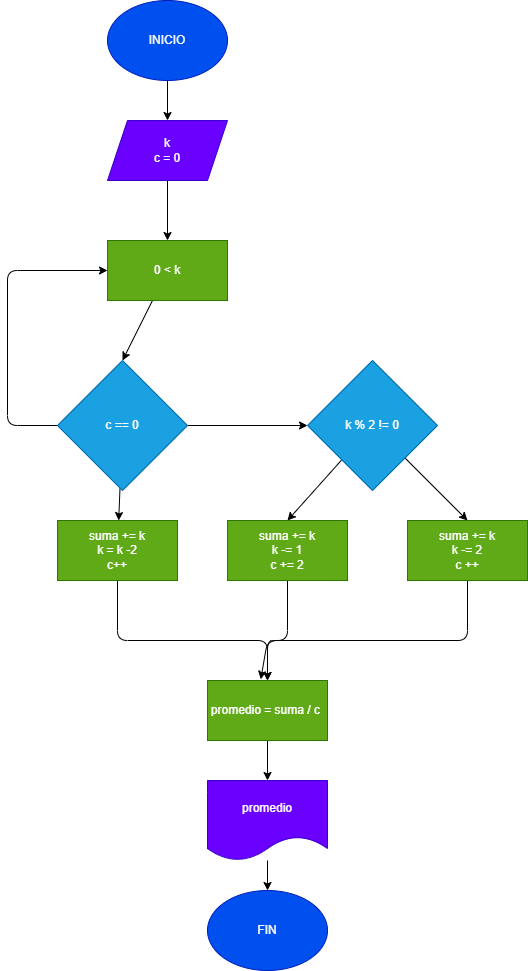 INICIO
k
c = 0
0 < k
c == 0
k % 2 != 0
suma += k
k = k -2
c++
suma += k
k -= 1
c += 2
suma += k
k -= 2
c ++
promedio = suma / c
promedio
FIN